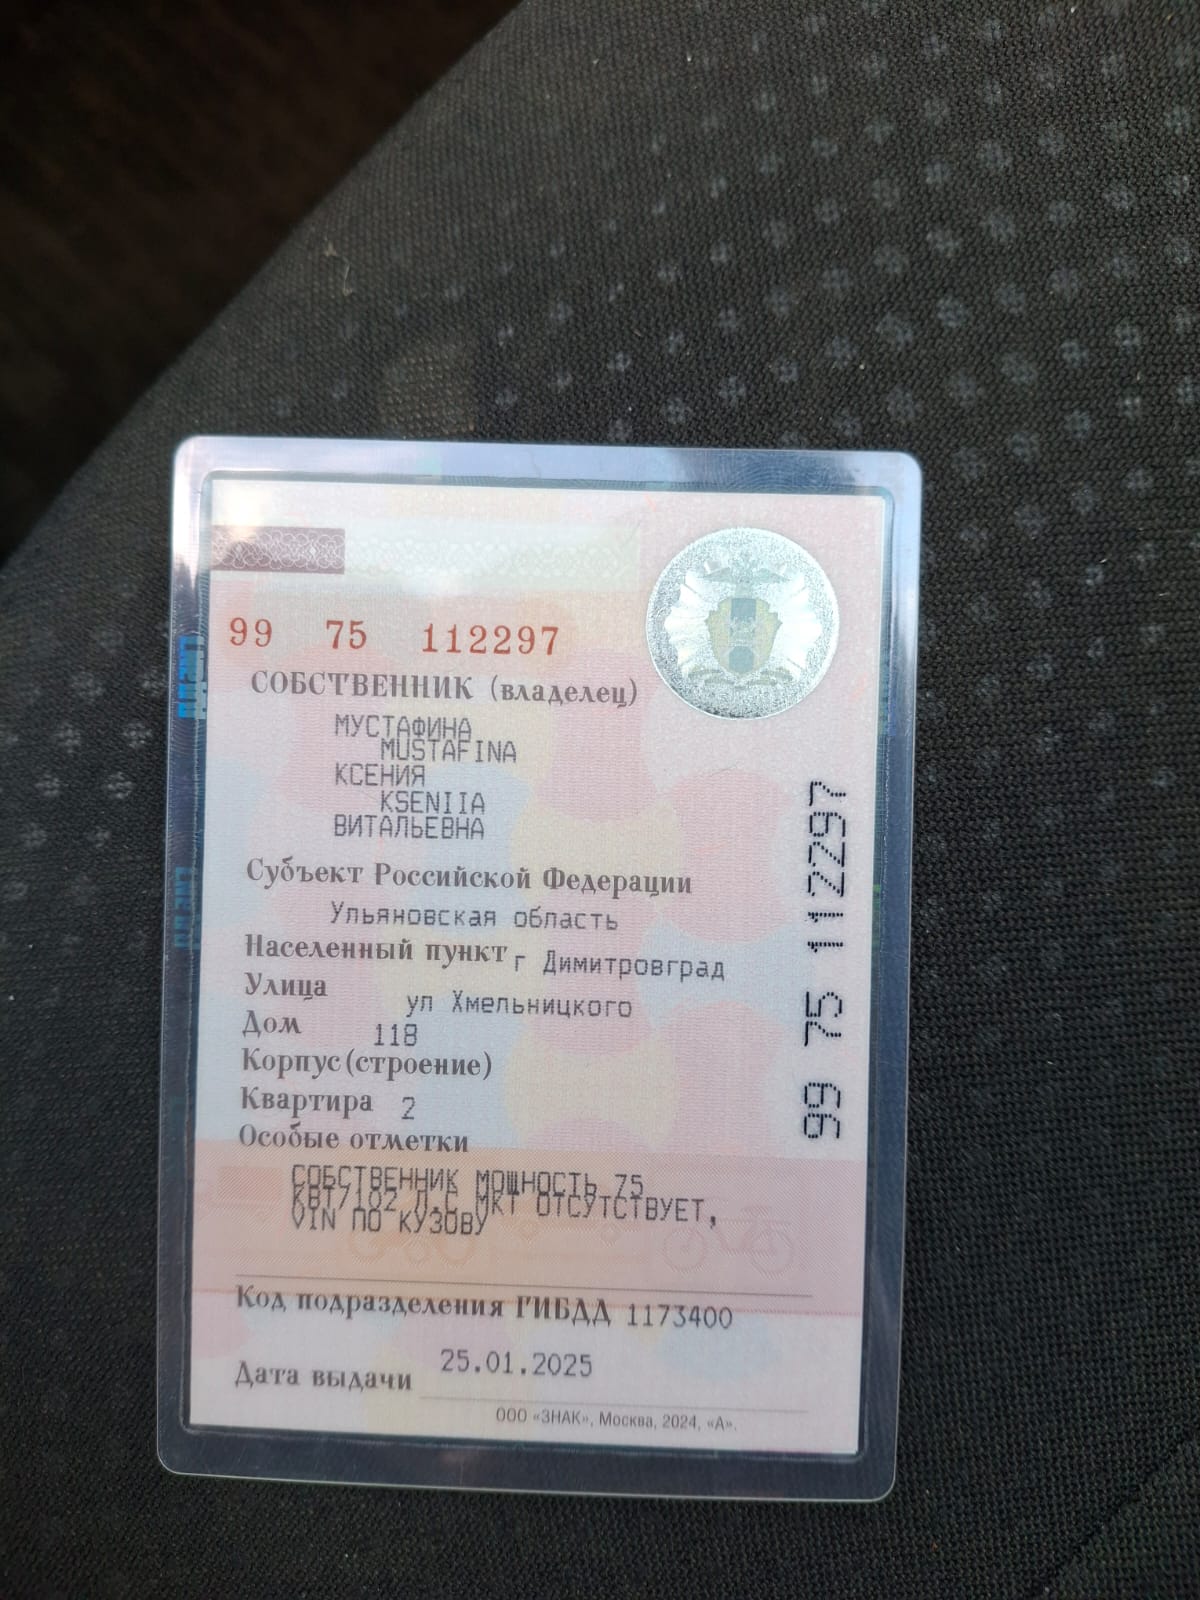 99 75 112297
СОБСТВЕННИК (владелец)
МУСТАФИНА
MUSTAFINA
КСЕНИЯ
KSENIIA
ВИТАЛЬЕВНА
Субъект Российской Федерации
Ульяновская область
Населенный пункт г Димитровград
Улица ул Хмельницкого
Дом 118
Корпус (строение)
Квартира 2
Особые отметки
СОБСТВЕННИК МОЩНОСТЬ 75
КВТ/102 Л.С МКТ ОТСУТСТВУЕТ,
VIN ПО КУЗОВУ
Код подразделения ГИБДД 1173400
Дата выдачи 25.01.2025
ООО «ЗНАК», Москва, 2024, «А».
99 75 112297